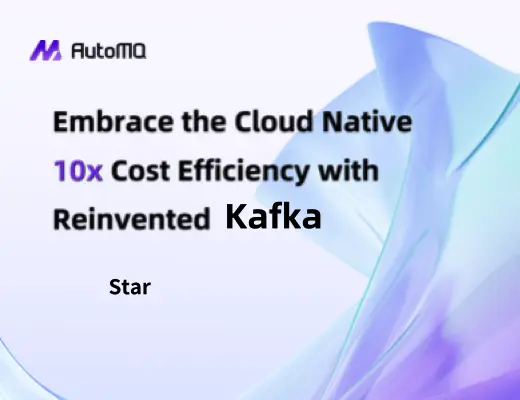 AutoMQ
Embrace the Cloud Native
10x Cost Efficiency with
Reinvented Kafka
Star